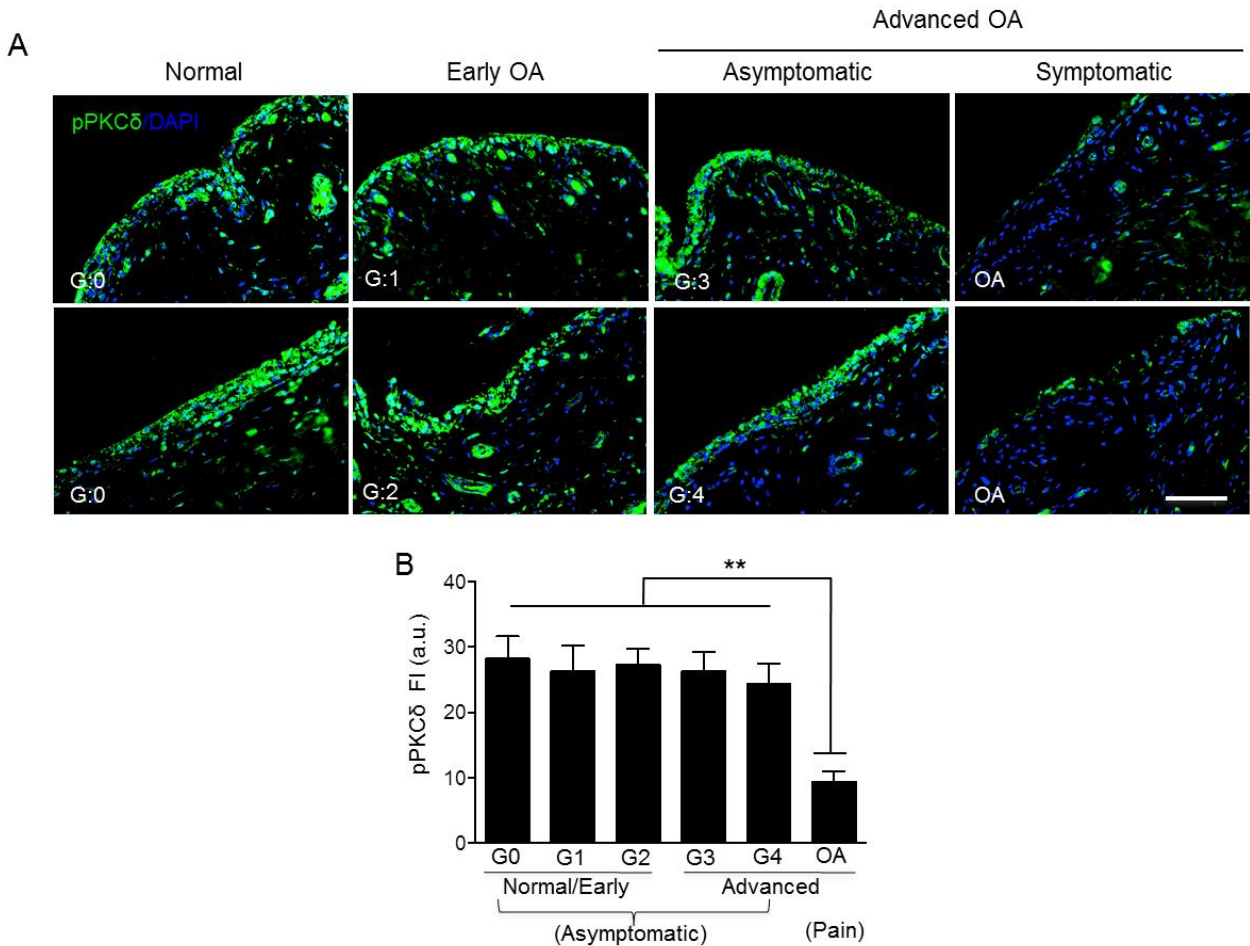 Advanced OA
A
Normal Early OA Asymptomatic Symptomatic
pPKCδ/DAPI
G:0 G:1 G:3 OA
G:0 G:2 G:4 OA
B
**
40
30
20
10
0
pPKCδ FI (a.u.)
G0 G1 G2 G3 G4 OA
Normal/Early Advanced
(Asymptomatic) (Pain)